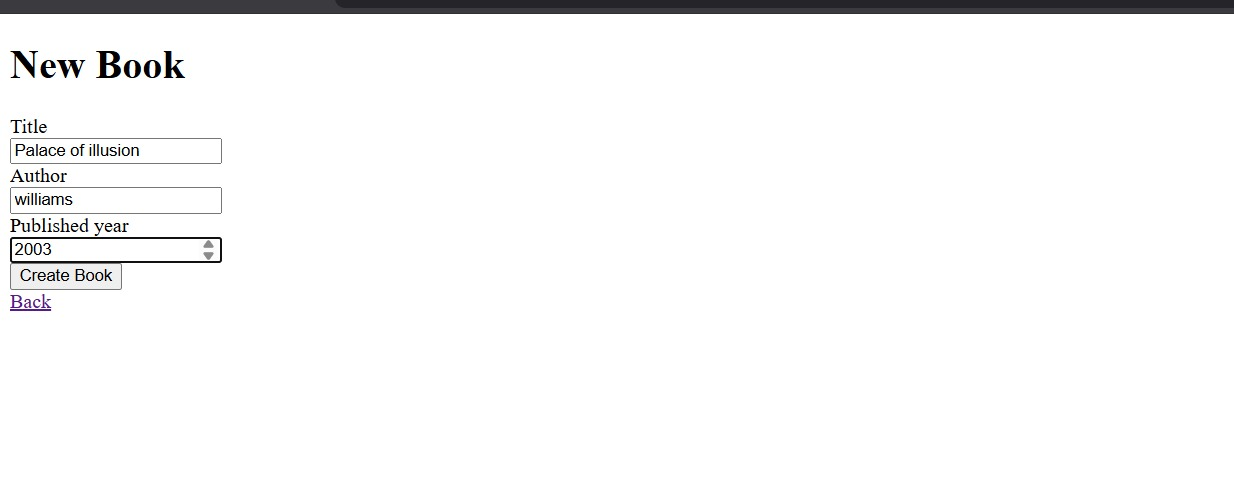 New Book
Title
Palace of illusion
Author
williams
Published year
2003
Create Book
Back